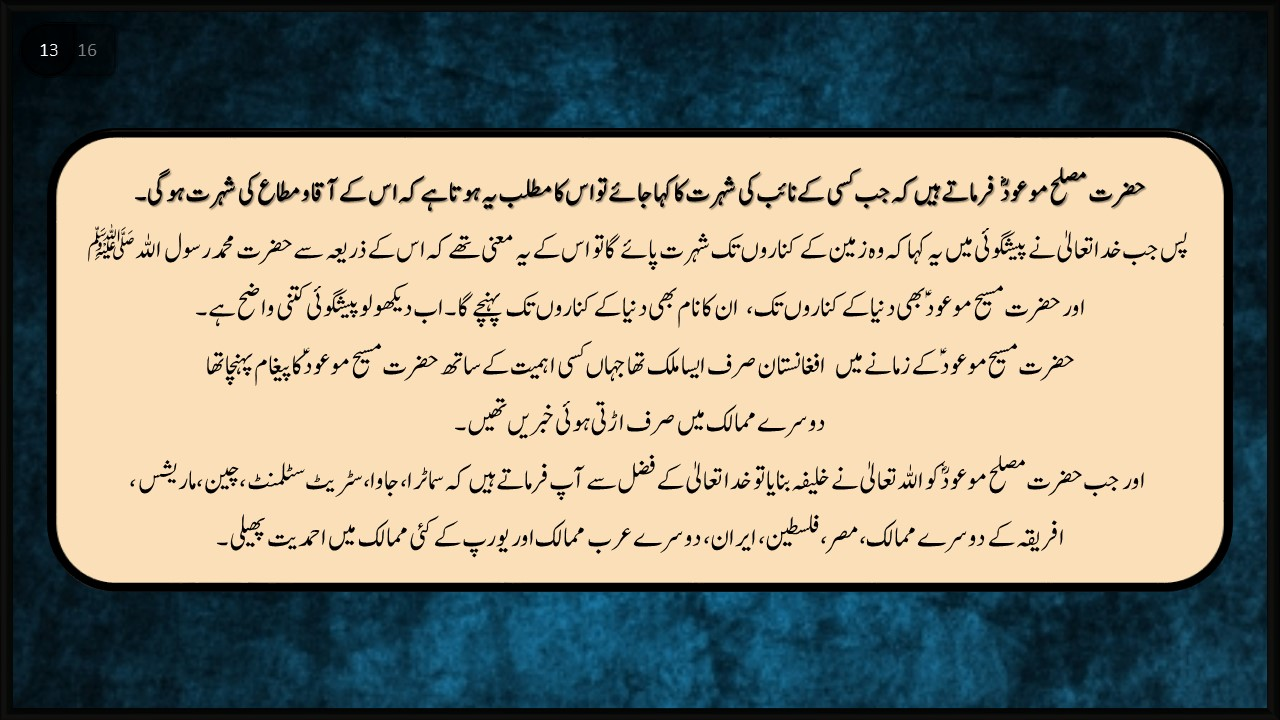 13 16
حضرت مصلح موعودؓ فرماتے ہیں کہ جب کسی کے نائب کی شہرت کا کہا جائے تو اس کا مطلب یہ ہوتا ہے کہ اس کے آقا و مطاع کی شہرت ہو گی۔
پس جب خدا تعالیٰ نے پیشگوئی میں یہ کہا کہ وہ زمین کے کناروں تک شہرت پائے گا تو اس کے یہ معنی تھے کہ اس کے ذریعہ سے حضرت محمد رسول اللہ ﷺ
اور حضرت مسیح موعودؑ بھی دنیا کے کناروں تک، ان کا نام بھی دنیا کے کناروں تک پہنچے گا۔ اب دیکھ لو پیشگوئی کتنی واضح ہے۔
حضرت مسیح موعودؑ کے زمانے میں افغانستان صرف ایسا ملک تھا جہاں کسی اہمیت کے ساتھ حضرت مسیح موعودؑ کا پیغام پہنچا تھا
دوسرے ممالک میں صرف اڑتی ہوئی خبریں تھیں۔
اور جب حضرت مصلح موعودؓ کو اللہ تعالیٰ نے خلیفہ بنایا تو خدا تعالیٰ کے فضل سے آپ فرماتے ہیں کہ سماٹرا، جاوا، سٹریٹ سٹلمنٹ، چین، ماریشس،
افریقہ کے دوسرے ممالک، مصر، فلسطین، ایران، دوسرے عرب ممالک اور یورپ کے کئی ممالک میں احمدیت پھیلی۔